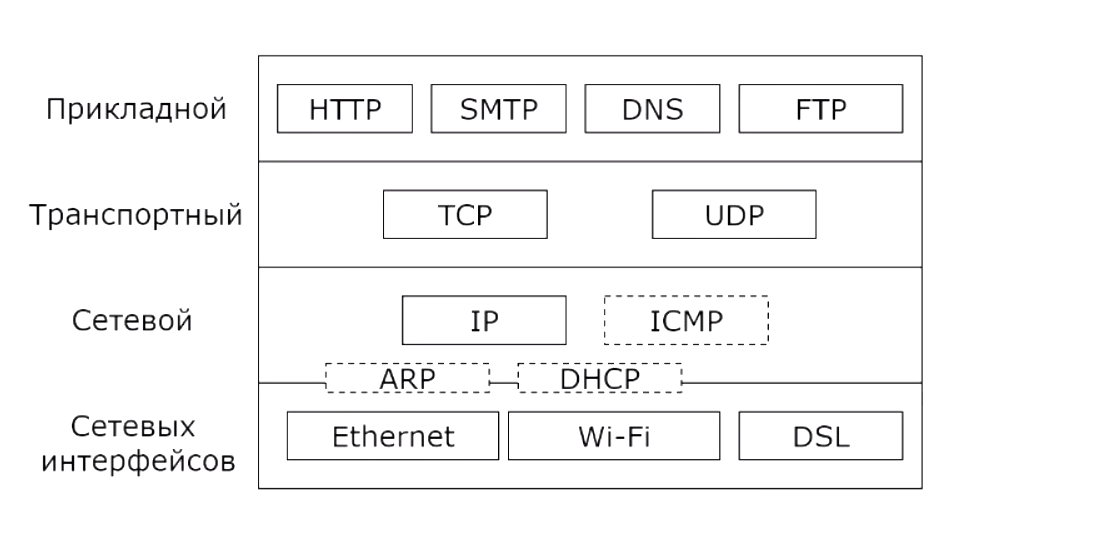 Прикладной
HTTP
SMTP
DNS
FTP
Транспортный
TCP
UDP
Сетевой
IP
ICMP
ARP
DHCP
Сетевых
интерфейсов
Ethernet
Wi-Fi
DSL